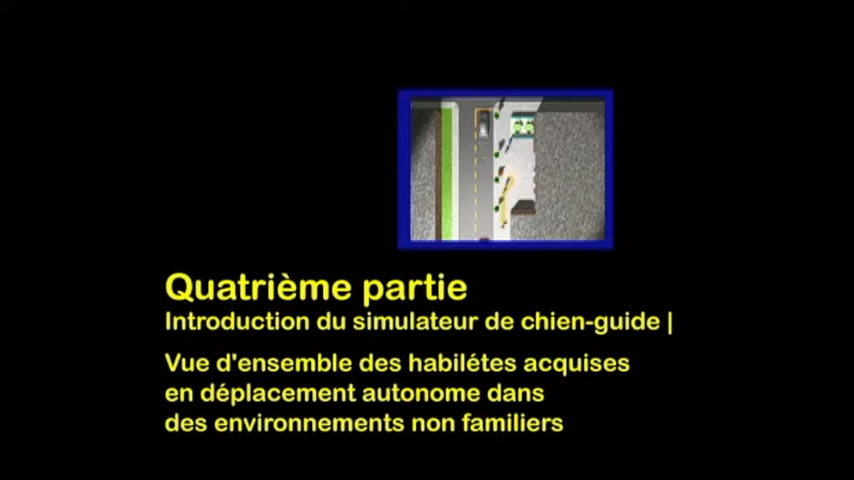 Quatrième partie
Introduction du simulateur de chien-guide |
Vue d'ensemble des habilétes acquises
en déplacement autonome dans
des environnements non familiers